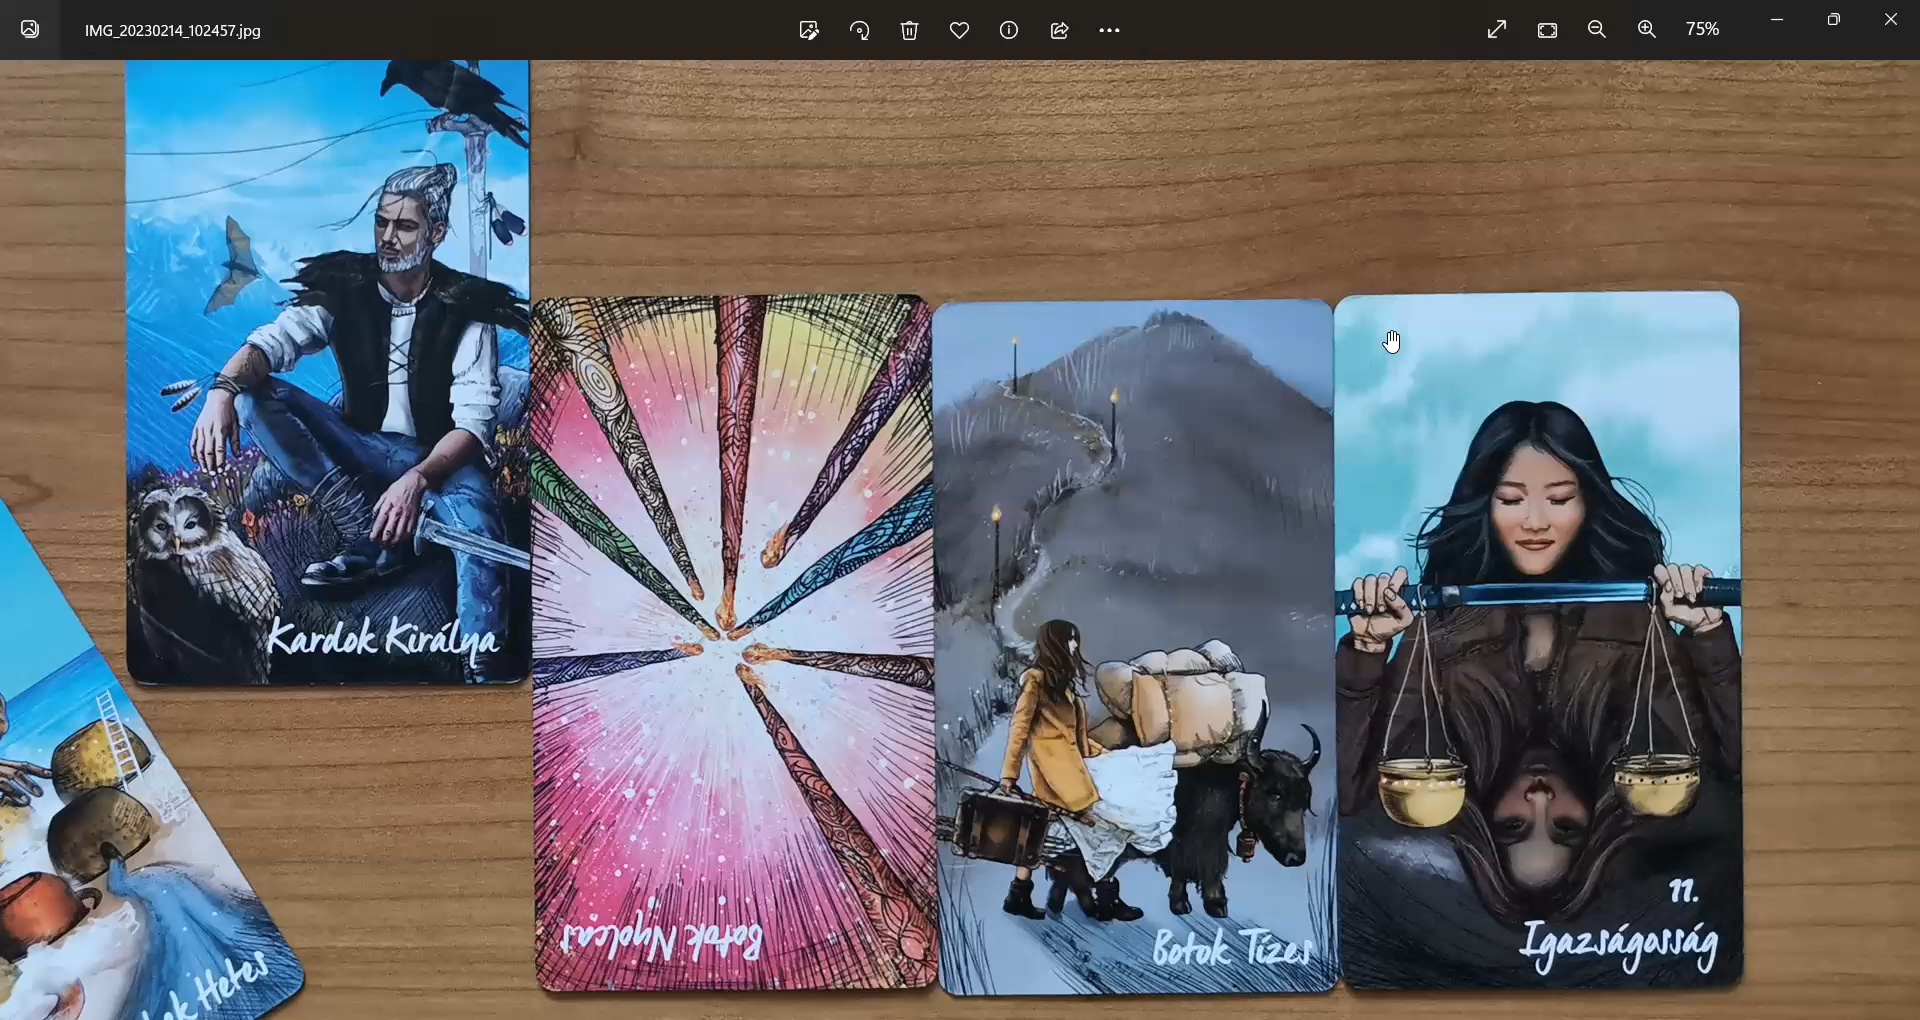 IMG_20230214_102457.jpg
75%
Kardok Királya
Botok Nyolcas
Botok Tízes
11.
Igazságosság
Hetes